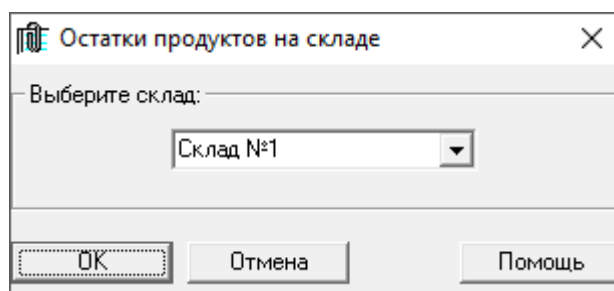 Остатки продуктов на складе
Выберите склад:
Склад №1
OK Отмена Помощь